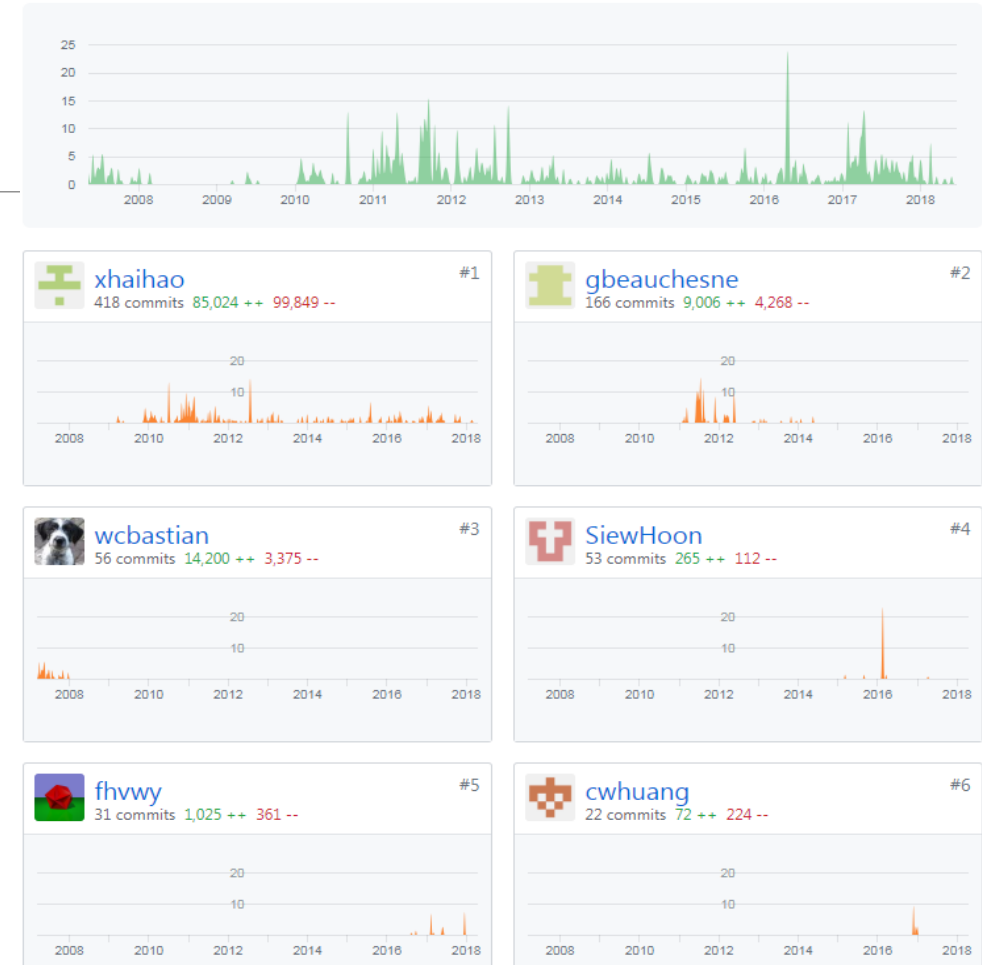 25
20
15
10
5
0
2008 2009 2010 2011 2012 2013 2014 2015 2016 2017 2018
xhaihao #1
418 commits 85,024 ++ 99,849 --
20
10
2008 2010 2012 2014 2016 2018
gbeauchesne #2
166 commits 9,006 ++ 4,268 --
20
10
2008 2010 2012 2014 2016 2018
wcbastian #3
56 commits 14,200 ++ 3,375 --
20
10
2008 2010 2012 2014 2016 2018
SiewHoon #4
53 commits 265 ++ 112 --
20
10
2008 2010 2012 2014 2016 2018
fhvwy #5
31 commits 1,025 ++ 361 --
20
10
2008 2010 2012 2014 2016 2018
cwhuang #6
22 commits 72 ++ 224 --
20
10
2008 2010 2012 2014 2016 2018